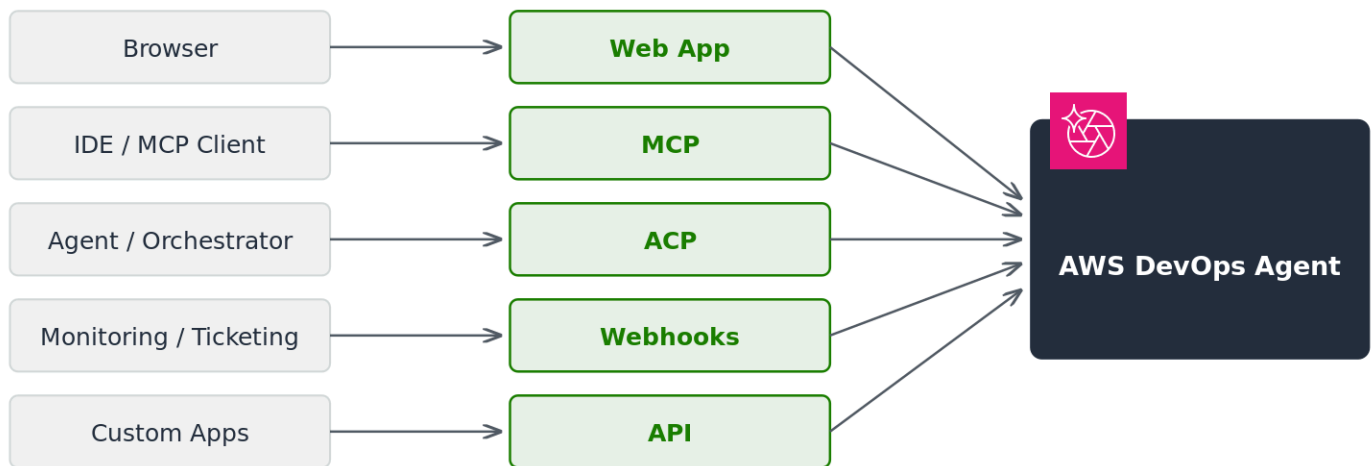 Browser
Web App
IDE / MCP Client
MCP
Agent / Orchestrator
ACP
AWS DevOps Agent
Monitoring / Ticketing
Webhooks
Custom Apps
API